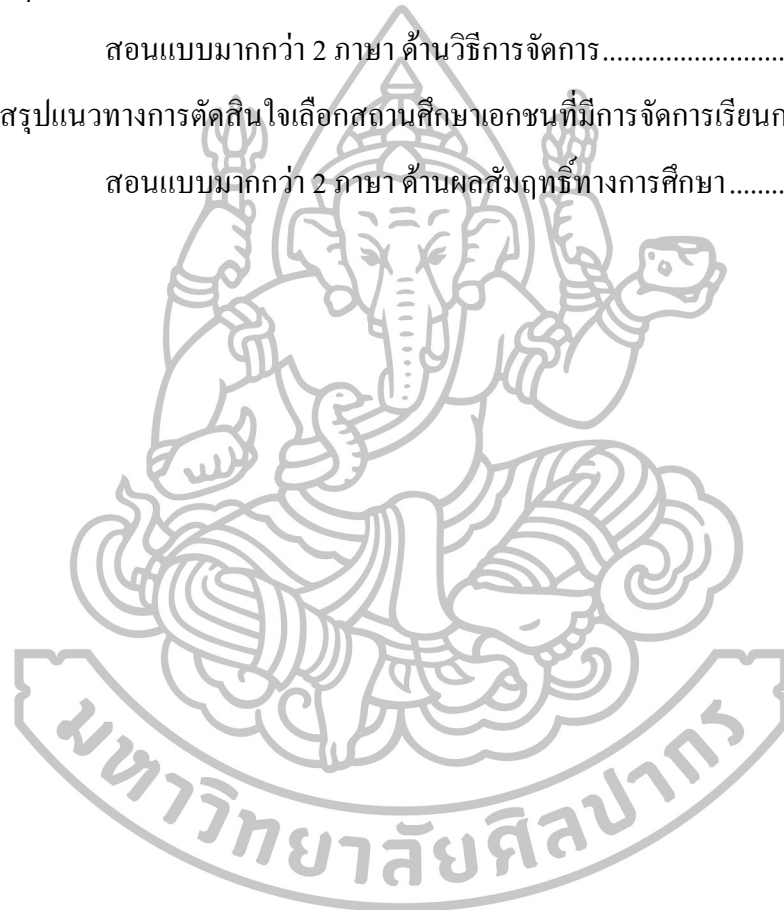 สอนแบบมากกว่า 2 ภาษา ด้านวิธีการจัดการ.........................
สรุปแนวทางการตัดสินใจเลือกสถานศึกษาเอกชนที่มีการจัดการเรียนก
สอนแบบมากกว่า 2 ภาษา ด้านผลสัมฤทธิ์ทางการศึกษา........
มหาวิทยาลัยศิลปากร